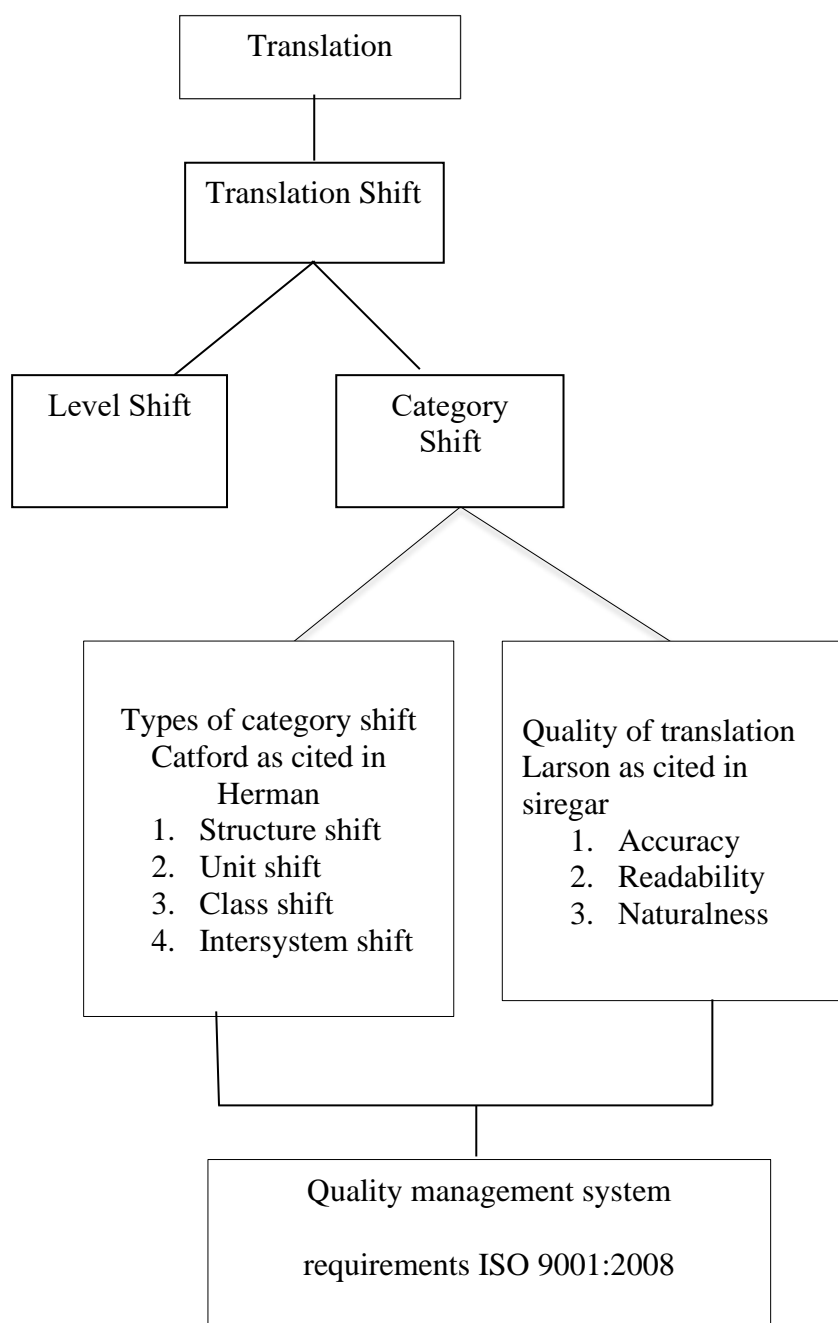 Translation
Translation Shift
Level Shift
Category
Shift
Types of category shift
Catford as cited in
Herman
1. Structure shift
2. Unit shift
3. Class shift
4. Intersystem shift
Quality of translation
Larson as cited in
siregar
1. Accuracy
2. Readability
3. Naturalness
Quality management system
requirements ISO 9001:2008